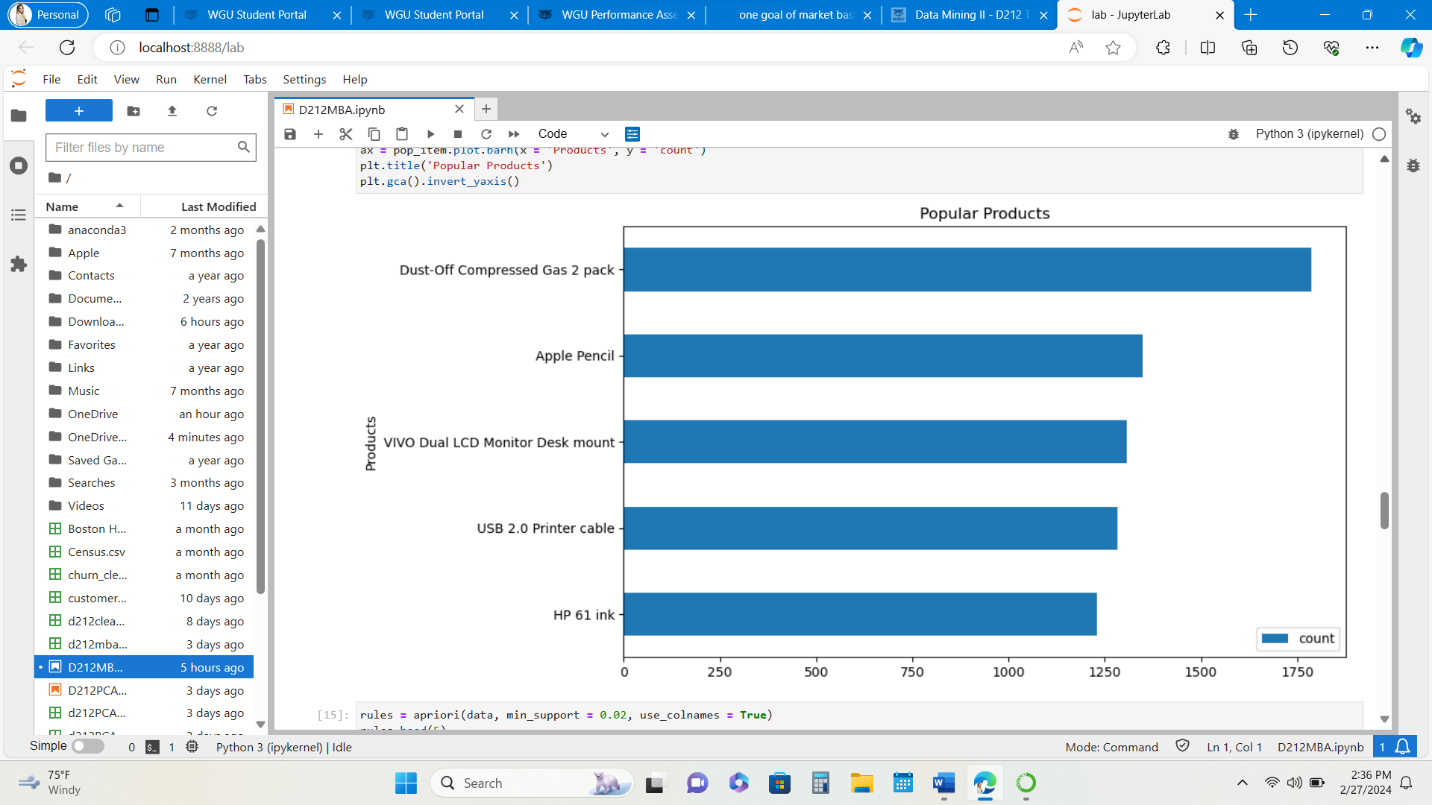 Personal
WGU Student Portal
WGU Student Portal
WGU Performance Asse
one goal of market bas
Data Mining II - D212 T
lab - JupyterLab
localhost:8888/lab
File Edit View Run Kernel Tabs Settings Help
Filter files by name
/
Name Last Modified
anaconda3 2 months ago
Apple 7 months ago
Contacts a year ago
Docume... 2 years ago
Downloa... 6 hours ago
Favorites a year ago
Links a year ago
Music 7 months ago
OneDrive an hour ago
OneDrive... 4 minutes ago
Saved Ga... a year ago
Searches 3 months ago
Videos 11 days ago
Boston H... a month ago
Census.csv a month ago
churn_cle... a month ago
customer... 10 days ago
d212clea... 8 days ago
d212mba... 3 days ago
D212MB... 5 hours ago
D212PCA... 3 days ago
d212PCA... 3 days ago
D212MBA.ipynb
Code
Python 3 (ipykernel)
ax = pop_item.plot.barh(x = 'Products', y = 'count')
plt.title('Popular Products')
plt.gca().invert_yaxis()
Popular Products
Products
Dust-Off Compressed Gas 2 pack
Apple Pencil
VIVO Dual LCD Monitor Desk mount
USB 2.0 Printer cable
HP 61 ink
count
0 250 500 750 1000 1250 1500 1750
[15]: rules = apriori(data, min_support = 0.02, use_colnames = True)
rules.head(5)
Simple 0 1 Python 3 (ipykernel) | Idle
Mode: Command Ln 1, Col 1 D212MBA.ipynb 1
75°F
Windy
Search
2:36 PM
2/27/2024